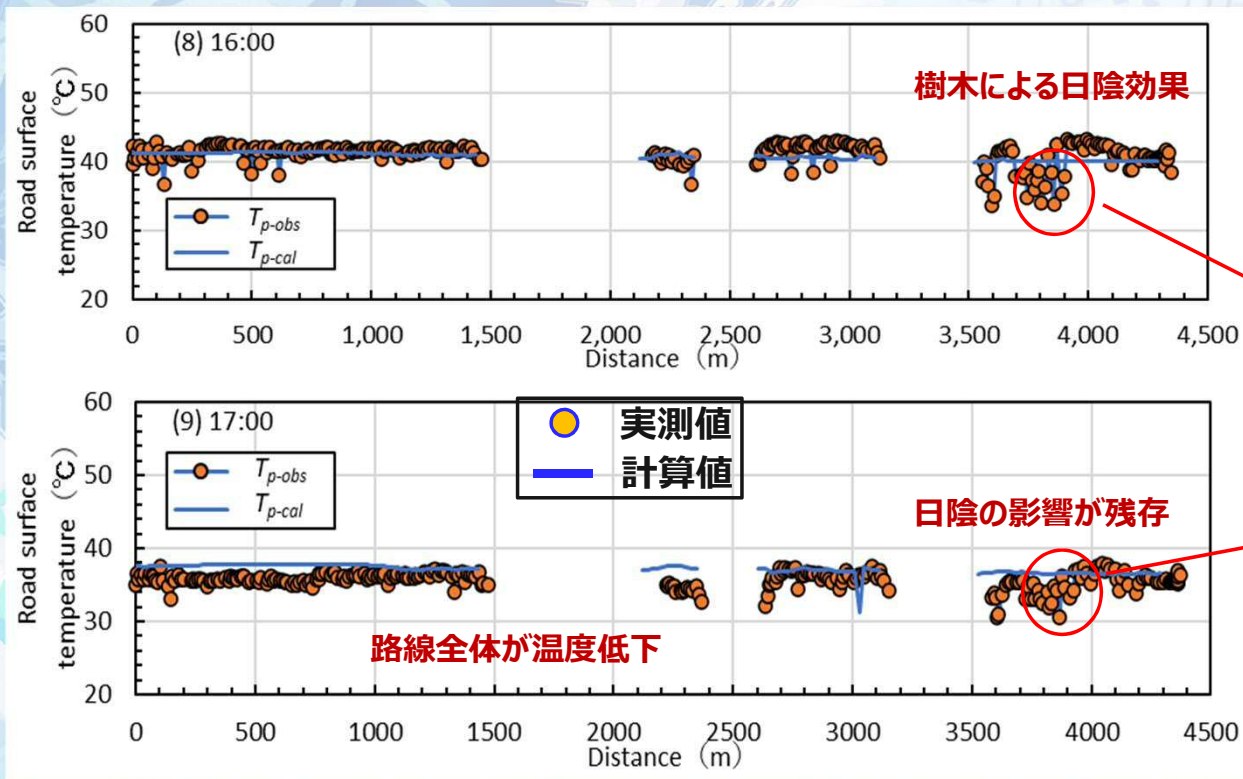 60
50
40
30
20
Road surface
temperature (℃)
(8) 16:00
樹木による日陰効果
Tp-obs
Tp-cal
0 500 1,000 1,500 2,000 2,500 3,000 3,500 4,000 4,500
Distance (m)
60
50
40
30
20
Road surface
temperature (℃)
(9) 17:00
Tp-obs
Tp-cal
実測値
計算値
日陰の影響が残存
路線全体が温度低下
0 500 1000 1500 2000 2500 3000 3500 4000 4500
Distance (m)